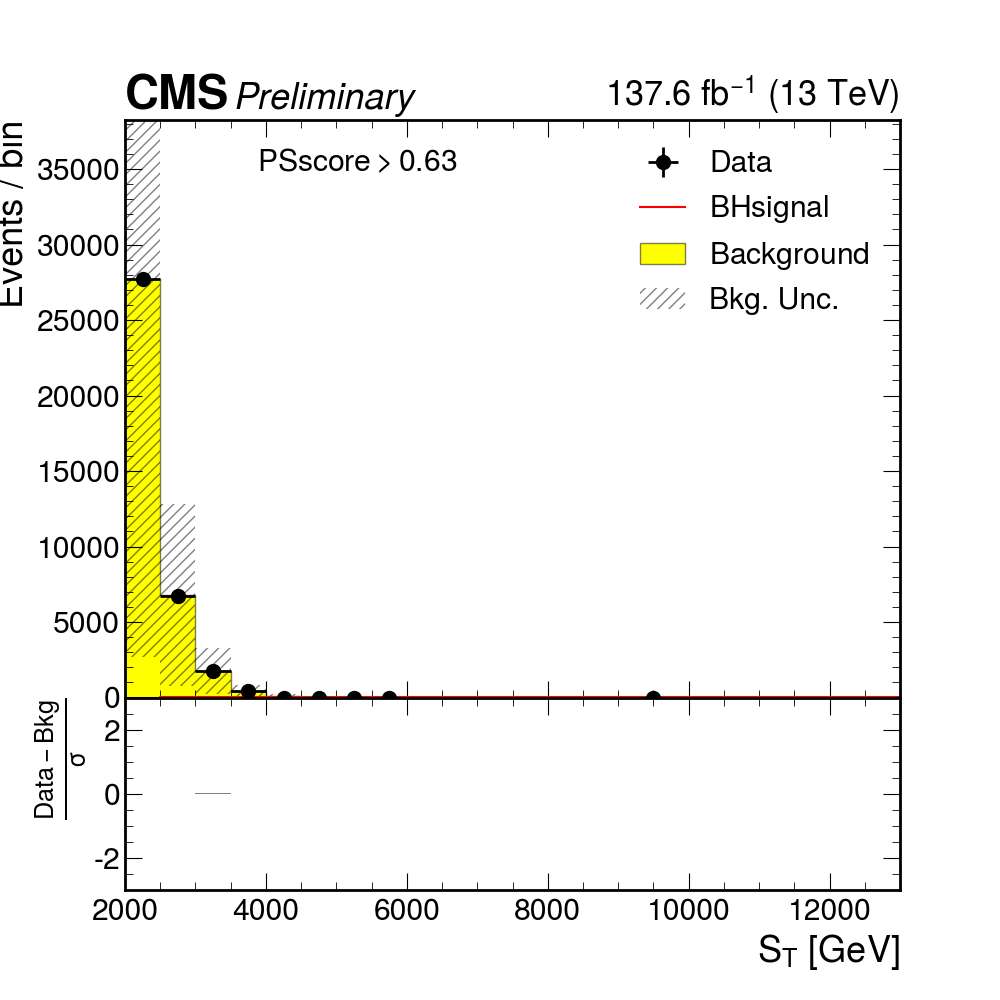 CMS Preliminary
137.6 fb⁻¹ (13 TeV)
Events / bin
PSscore > 0.63
Data
BHsignal
Background
Bkg. Unc.
35000
30000
25000
20000
15000
10000
5000
0
Data − Bkg
σ
2
0
-2
2000 4000 6000 8000 10000 12000
S_T [GeV]